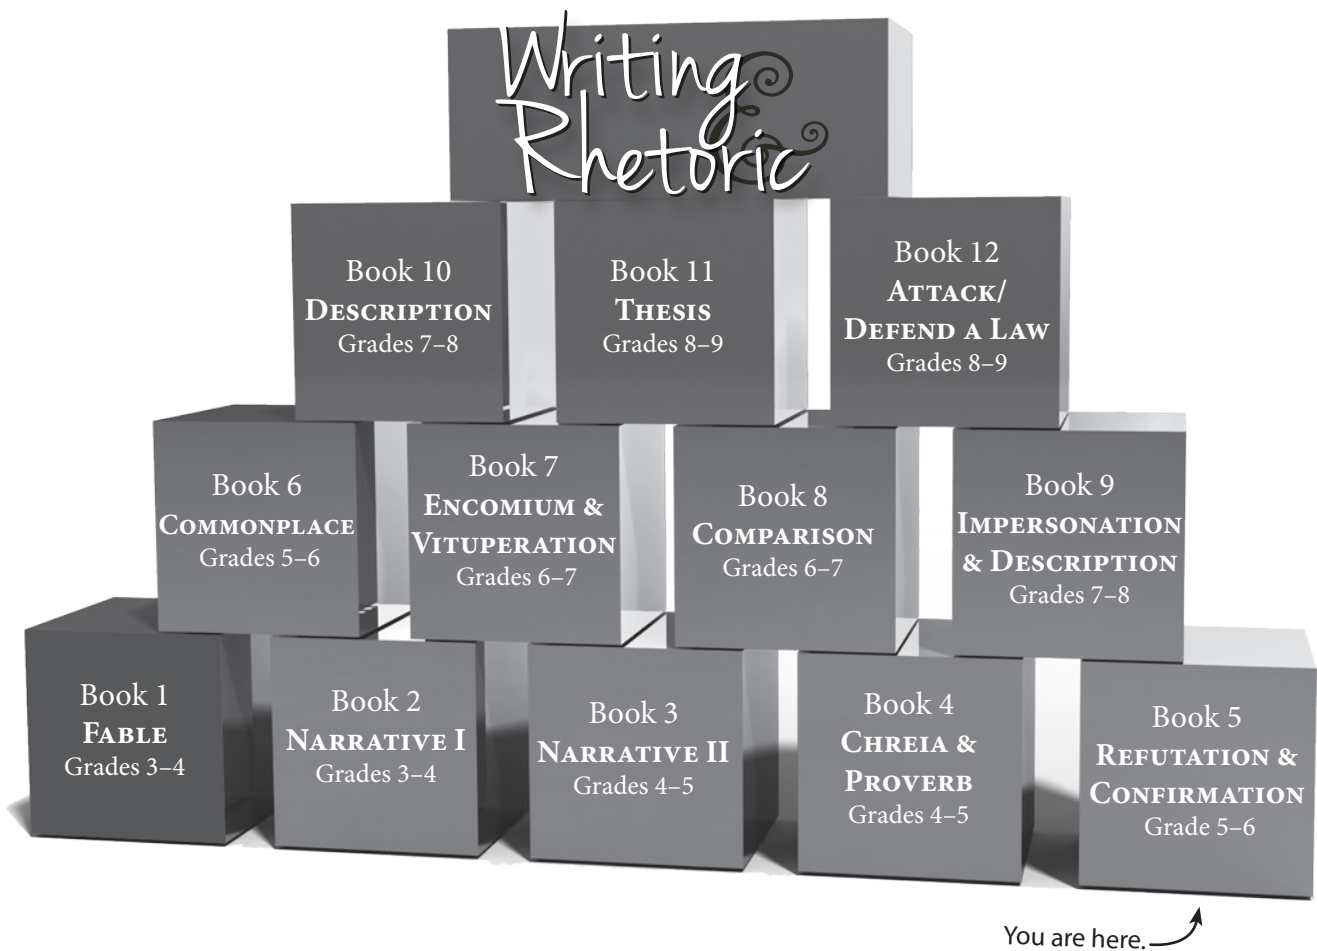 Writing &
Rhetoric
Book 10
DESCRIPTION
Grades 7–8
Book 11
THESIS
Grades 8–9
Book 12
ATTACK/
DEFEND A LAW
Grades 8–9
Book 6
COMMONPLACE
Grades 5–6
Book 7
ENCOMIUM &
VITUPERATION
Grades 6–7
Book 8
COMPARISON
Grades 6–7
Book 9
IMPERSONATION
& DESCRIPTION
Grades 7–8
Book 1
FABLE
Grades 3–4
Book 2
NARRATIVE I
Grades 3–4
Book 3
NARRATIVE II
Grades 4–5
Book 4
CHREIA &
PROVERB
Grades 4–5
Book 5
REFUTATION &
CONFIRMATION
Grade 5–6
You are here.